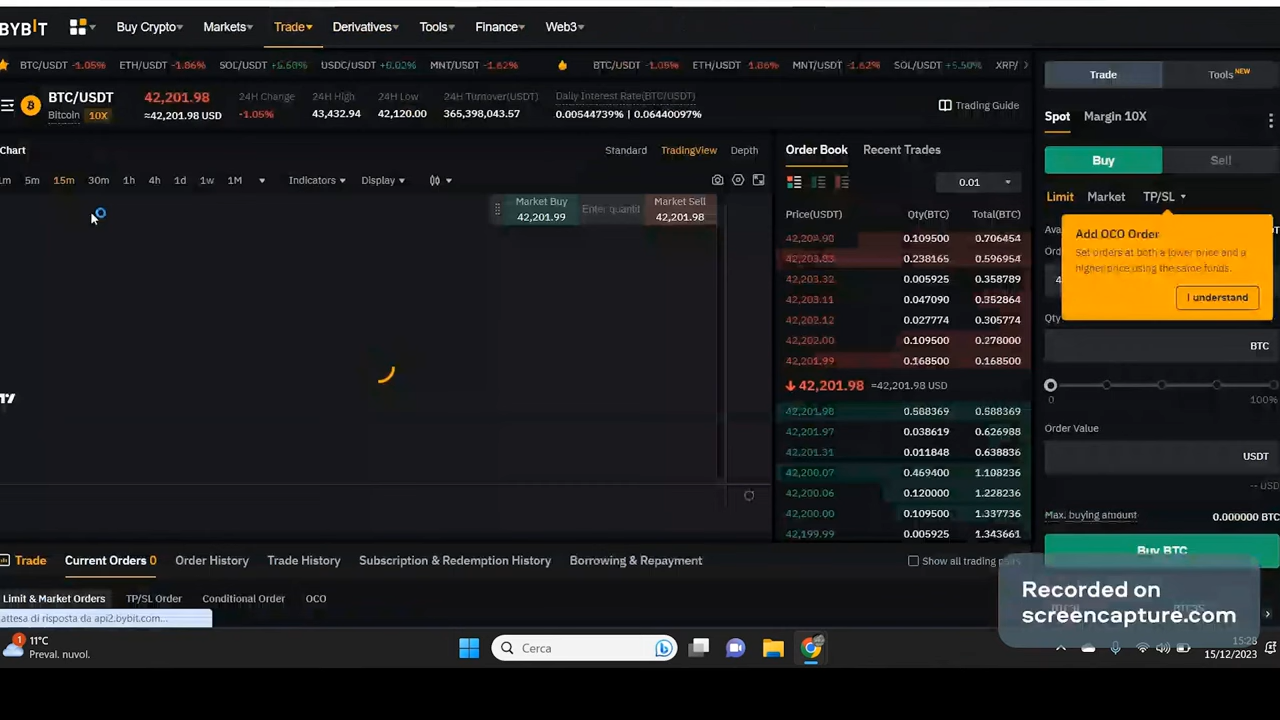 BYBIT Buy Crypto Markets Trade Derivatives Tools Finance Web3
BTC/USDT -1.05% ETH/USDT -1.86% SOL/USDT +5.50% USDC/USDT +0.02% MNT/USDT -1.62% BTC/USDT -1.05% ETH/USDT -1.86% MNT/USDT -1.62% SOL/USDT +5.50% XRP/
BTC/USDT 42,201.98 24H Change 24H High 24H Low 24H Turnover(USDT) Daily Interest Rate(BTC/USDT)
Bitcoin 10X ≈42,201.98 USD -1.05% 43,432.94 42,120.00 365,398,043.57 0.00544739% | 0.06440097%
Trading Guide
Trade Tools NEW
Spot Margin 10X
Chart Standard TradingView Depth
5m 15m 30m 1h 4h 1d 1w 1M Indicators Display
Market Buy
42,201.99
Enter quantit
Market Sell
42,201.98
Order Book Recent Trades
0.01
Price(USDT) Qty(BTC) Total(BTC)
0.109500 0.706454
42,203.83 0.238165 0.596954
42,203.32 0.005925 0.358789
42,203.11 0.047090 0.352864
42,202.12 0.027774 0.305774
42,202.00 0.109500 0.278000
42,201.99 0.168500 0.168500
42,201.98 ≈42,201.98 USD
42,201.98 0.588369 0.588369
42,201.97 0.038619 0.626988
42,201.31 0.011848 0.638836
42,200.07 0.469400 1.108236
42,200.06 0.120000 1.228236
42,200.00 0.109500 1.337736
42,199.99 0.005925 1.343661
Buy Sell
Limit Market TP/SL
Add OCO Order
Set orders at both a lower price and a
higher price using the same funds.
I understand
Qty
BTC
0 100%
Order Value
USDT
-- USD
Max. buying amount 0.000000 BTC
Buy BTC
Trade Current Orders 0 Order History Trade History Subscription & Redemption History Borrowing & Repayment Show all trading pairs
Limit & Market Orders TP/SL Order Conditional Order OCO
attesa di risposta da api2.bybit.com...
Recorded on
screencapture.com
1 11°C
Preval. nuvol.
Cerca
15:28
15/12/2023